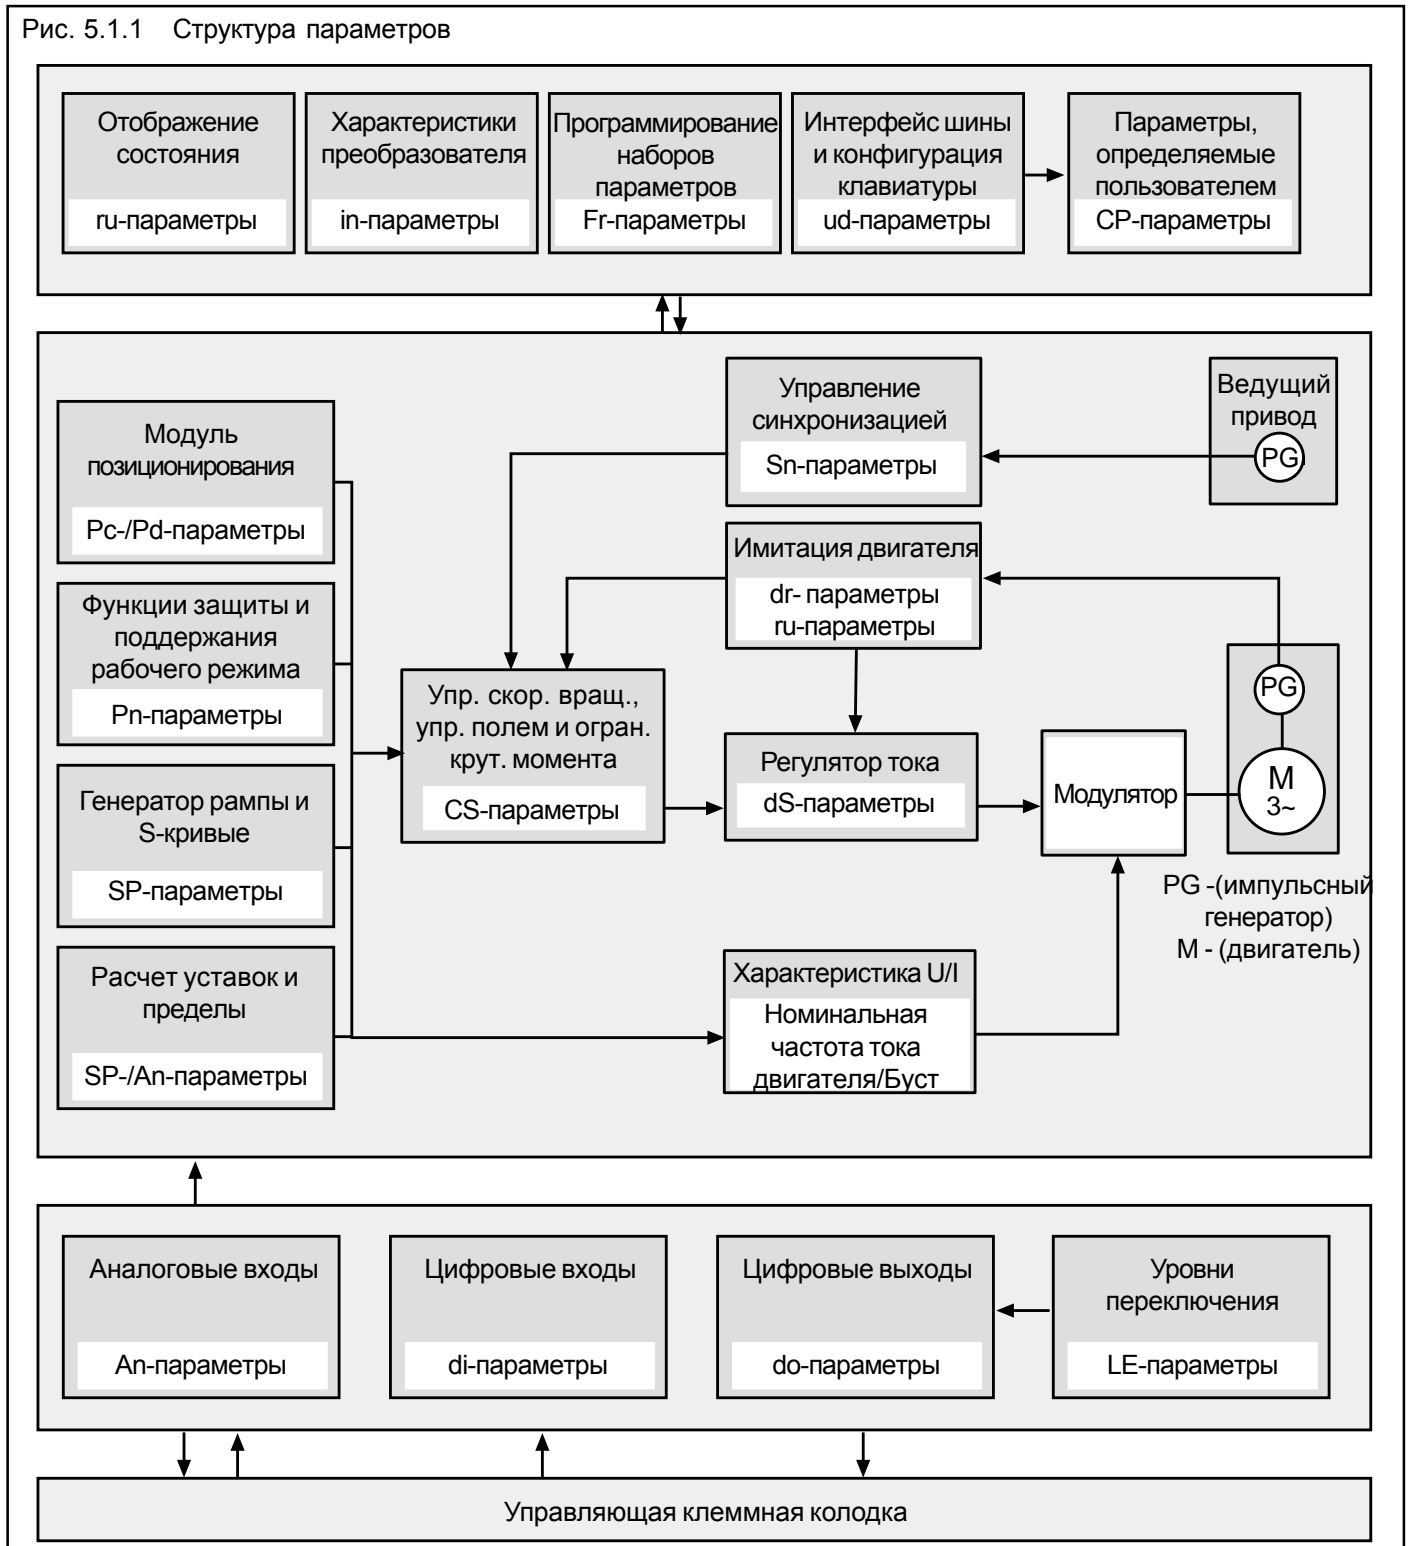 Рис. 5.1.1 Структура параметров
Отображение
состояния
ru-параметры
Характеристики
преобразователя
in-параметры
Программирование
наборов
параметров
Fr-параметры
Интерфейс шины
и конфигурация
клавиатуры
ud-параметры
Параметры,
определяемые
пользователем
CP-параметры
Модуль
позиционирования
Pc-/Pd-параметры
Функции защиты и
поддержания
рабочего режима
Pn-параметры
Генератор рампы и
S-кривые
SP-параметры
Расчет уставок и
пределы
SP-/An-параметры
Управление
синхронизацией
Sn-параметры
Ведущий
привод
PG
Имитация двигателя
dr- параметры
ru-параметры
Упр. скор. вращ.,
упр. полем и огран.
крут. момента
CS-параметры
Регулятор тока
dS-параметры
Модулятор
PG
M
3~
PG -(импульсный
генератор)
M - (двигатель)
Характеристика U/I
Номинальная
частота тока
двигателя/Буст
Аналоговые входы
An-параметры
Цифровые входы
di-параметры
Цифровые выходы
do-параметры
Уровни
переключения
LE-параметры
Управляющая клеммная колодка